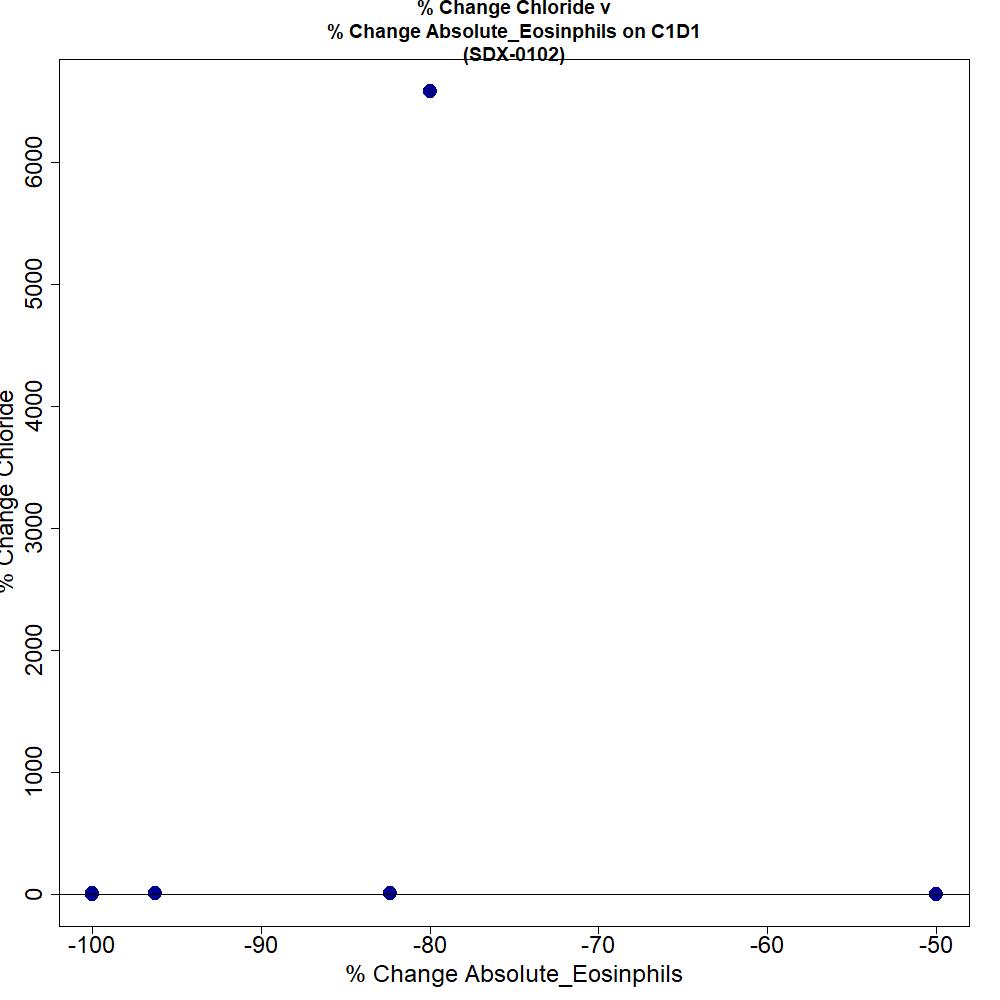 % Change Chloride v
% Change Absolute_Eosinphils on C1D1
(SDX-0102)
% Change Chloride
6000
5000
4000
3000
2000
1000
0
-100
-90
-80
-70
-60
-50
% Change Absolute_Eosinphils